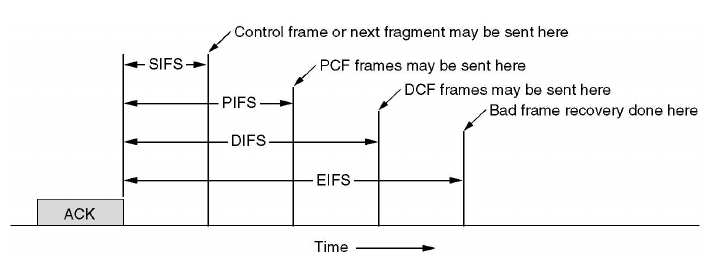 Control frame or next fragment may be sent here
SIFS
PCF frames may be sent here
PIFS
DCF frames may be sent here
Bad frame recovery done here
DIFS
EIFS
ACK
Time